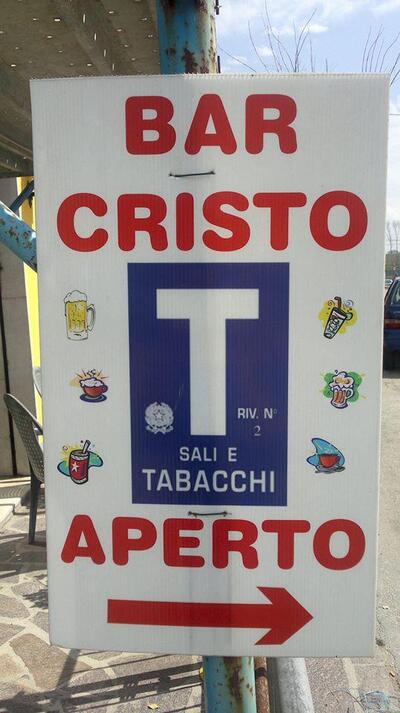 BAR
CRISTO
T
RIV. N°
2
SALI E
TABACCHI
APERTO